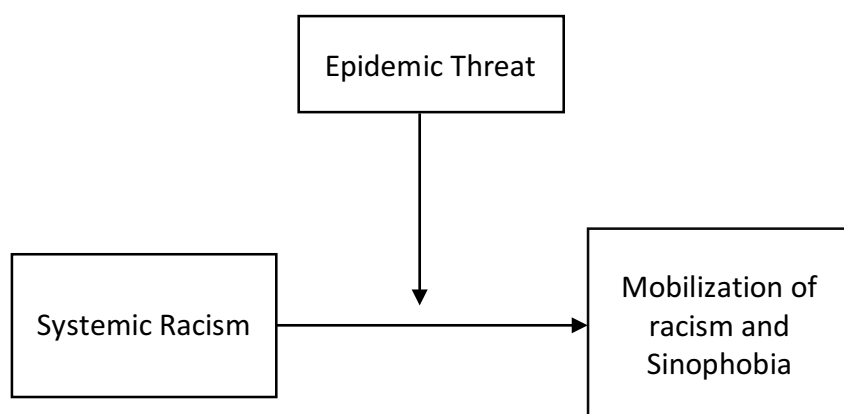 Epidemic Threat
Systemic Racism
Mobilization of
racism and
Sinophobia